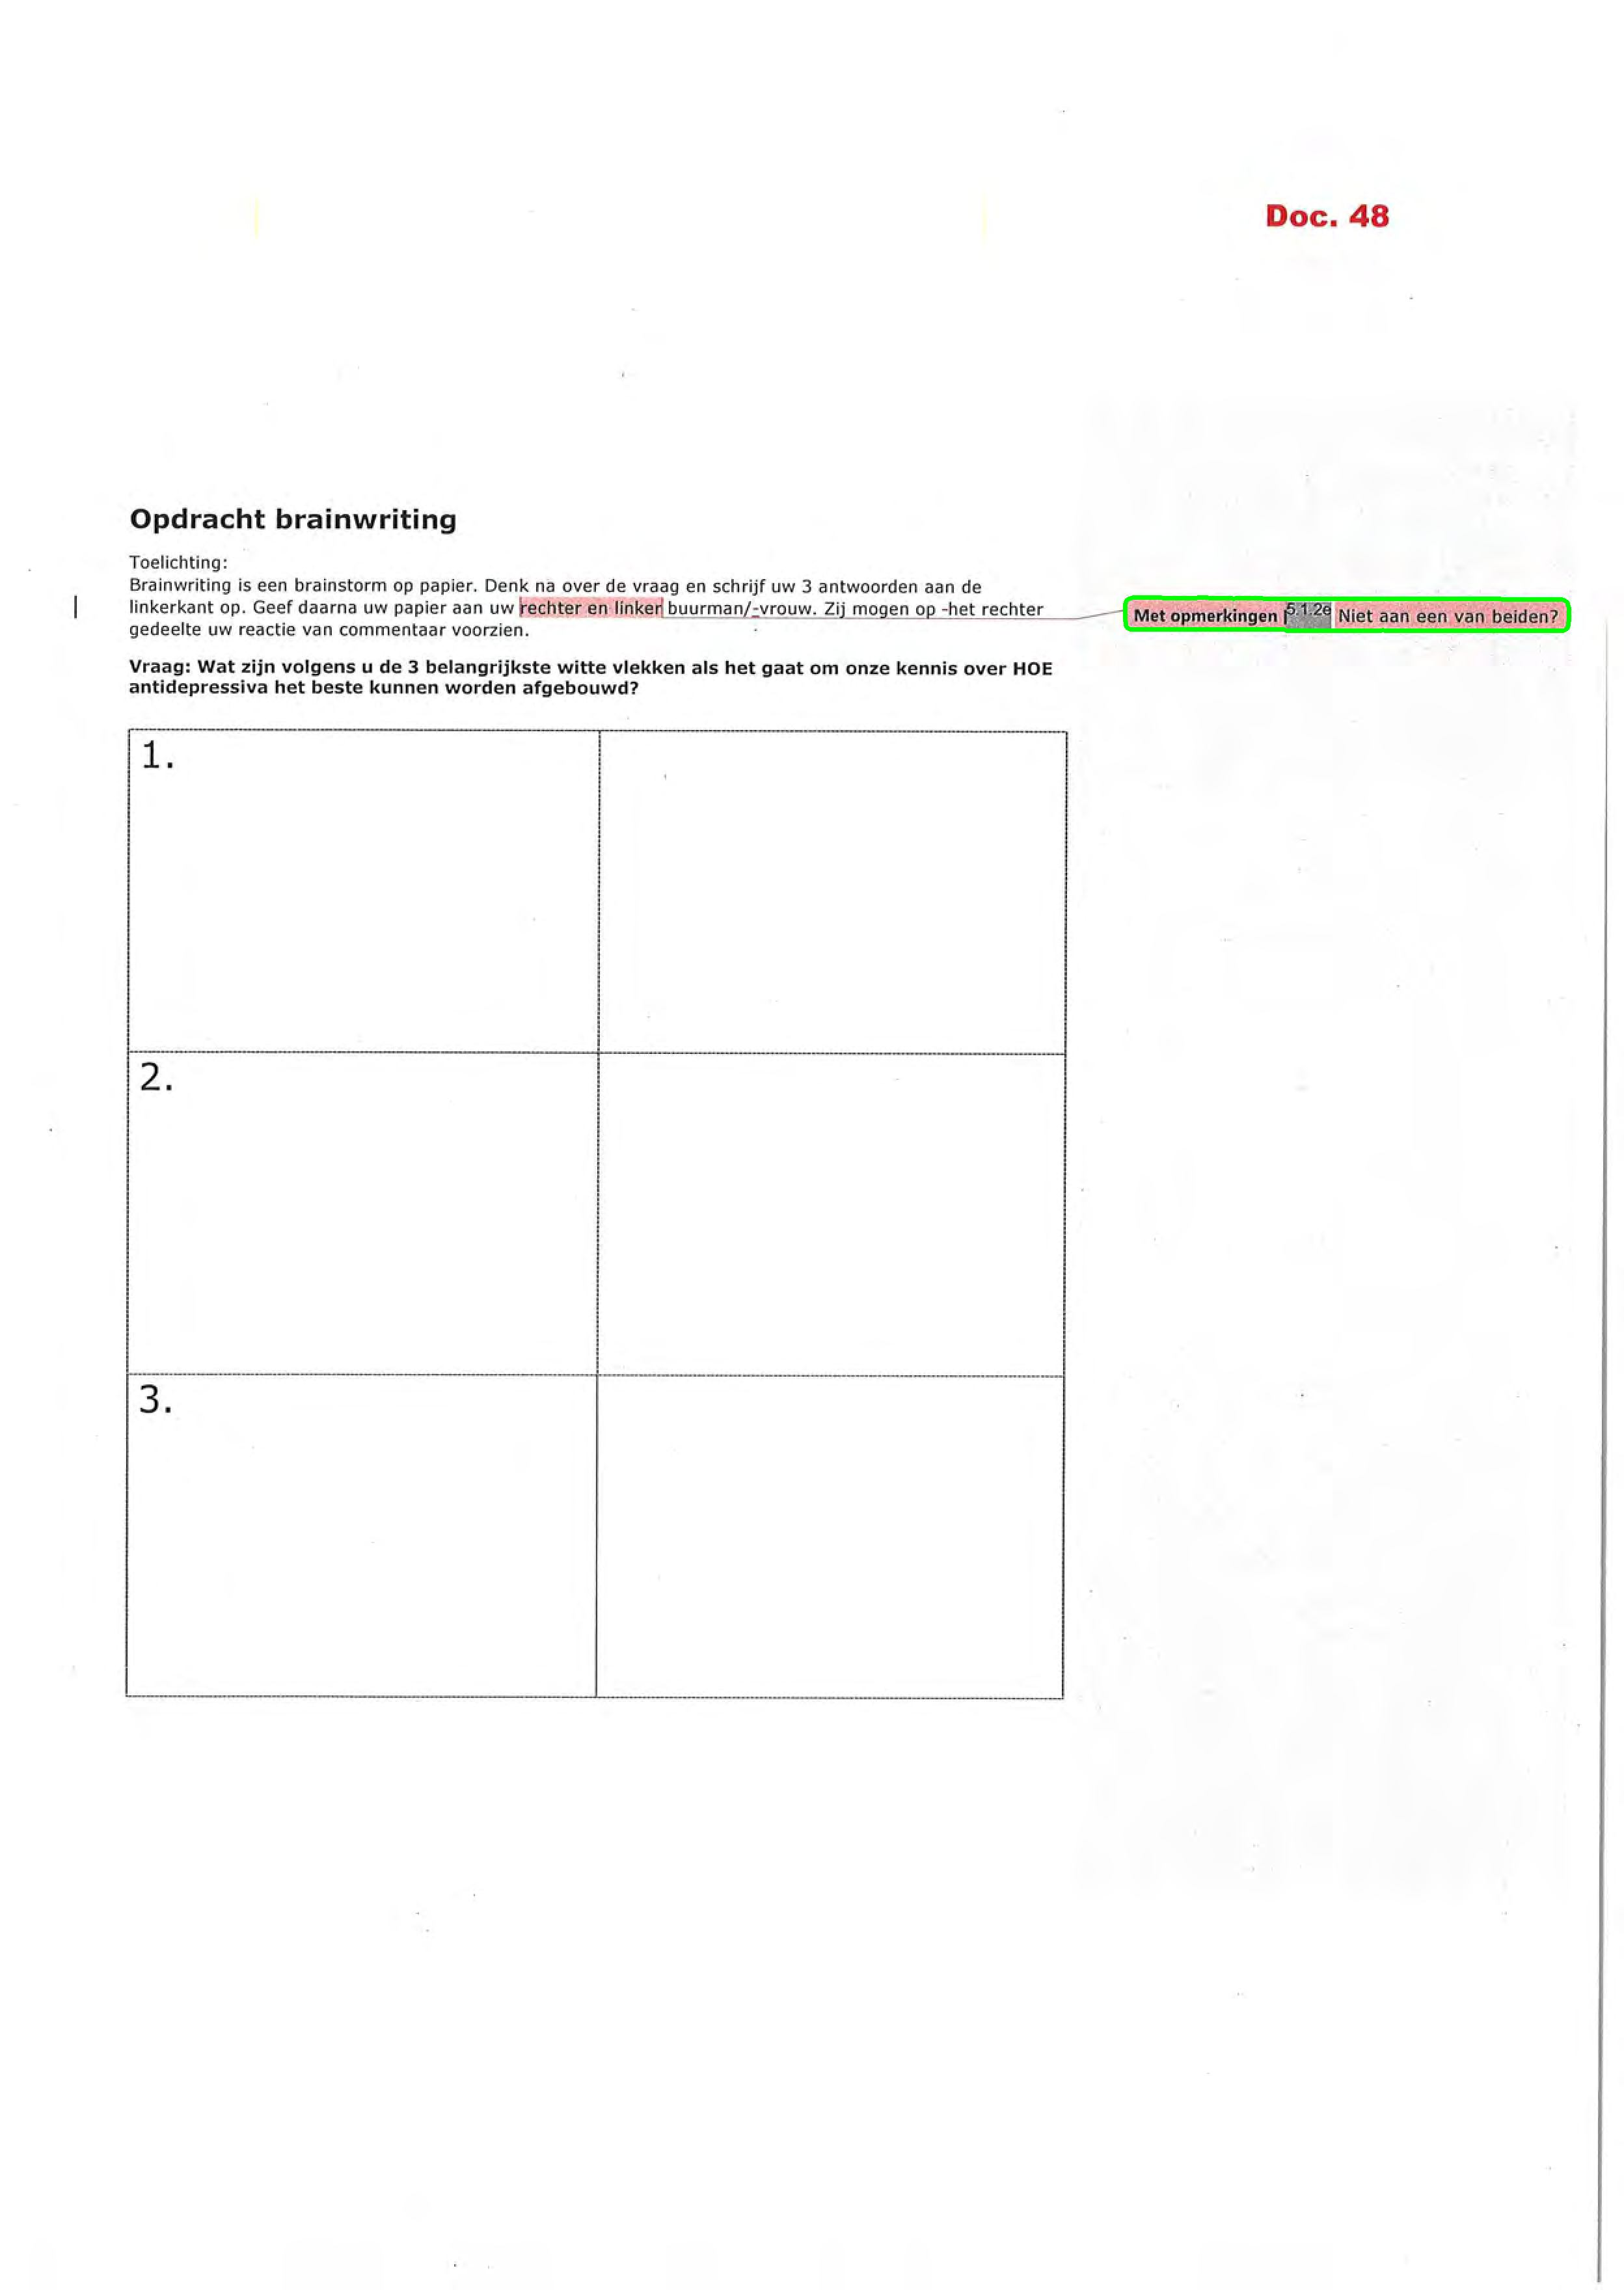 Doc. 48
Opdracht brainwriting
Toelichting:
Brainwriting is een brainstorm op papier. Denk na over de vraag en schrijf uw 3 antwoorden aan de
linkerkant op. Geef daarna uw papier aan uw rechter en linker buurman/-vrouw. Zij mogen op -het rechter
Met opmerkingen [5.1.2e Niet aan een van beiden?
gedeelte uw reactie van commentaar voorzien.
Vraag: Wat zijn volgens u de 3 belangrijkste witte vlekken als het gaat om onze kennis over HOE
antidepressiva het beste kunnen worden afgebouwd?
1.
2.
3.